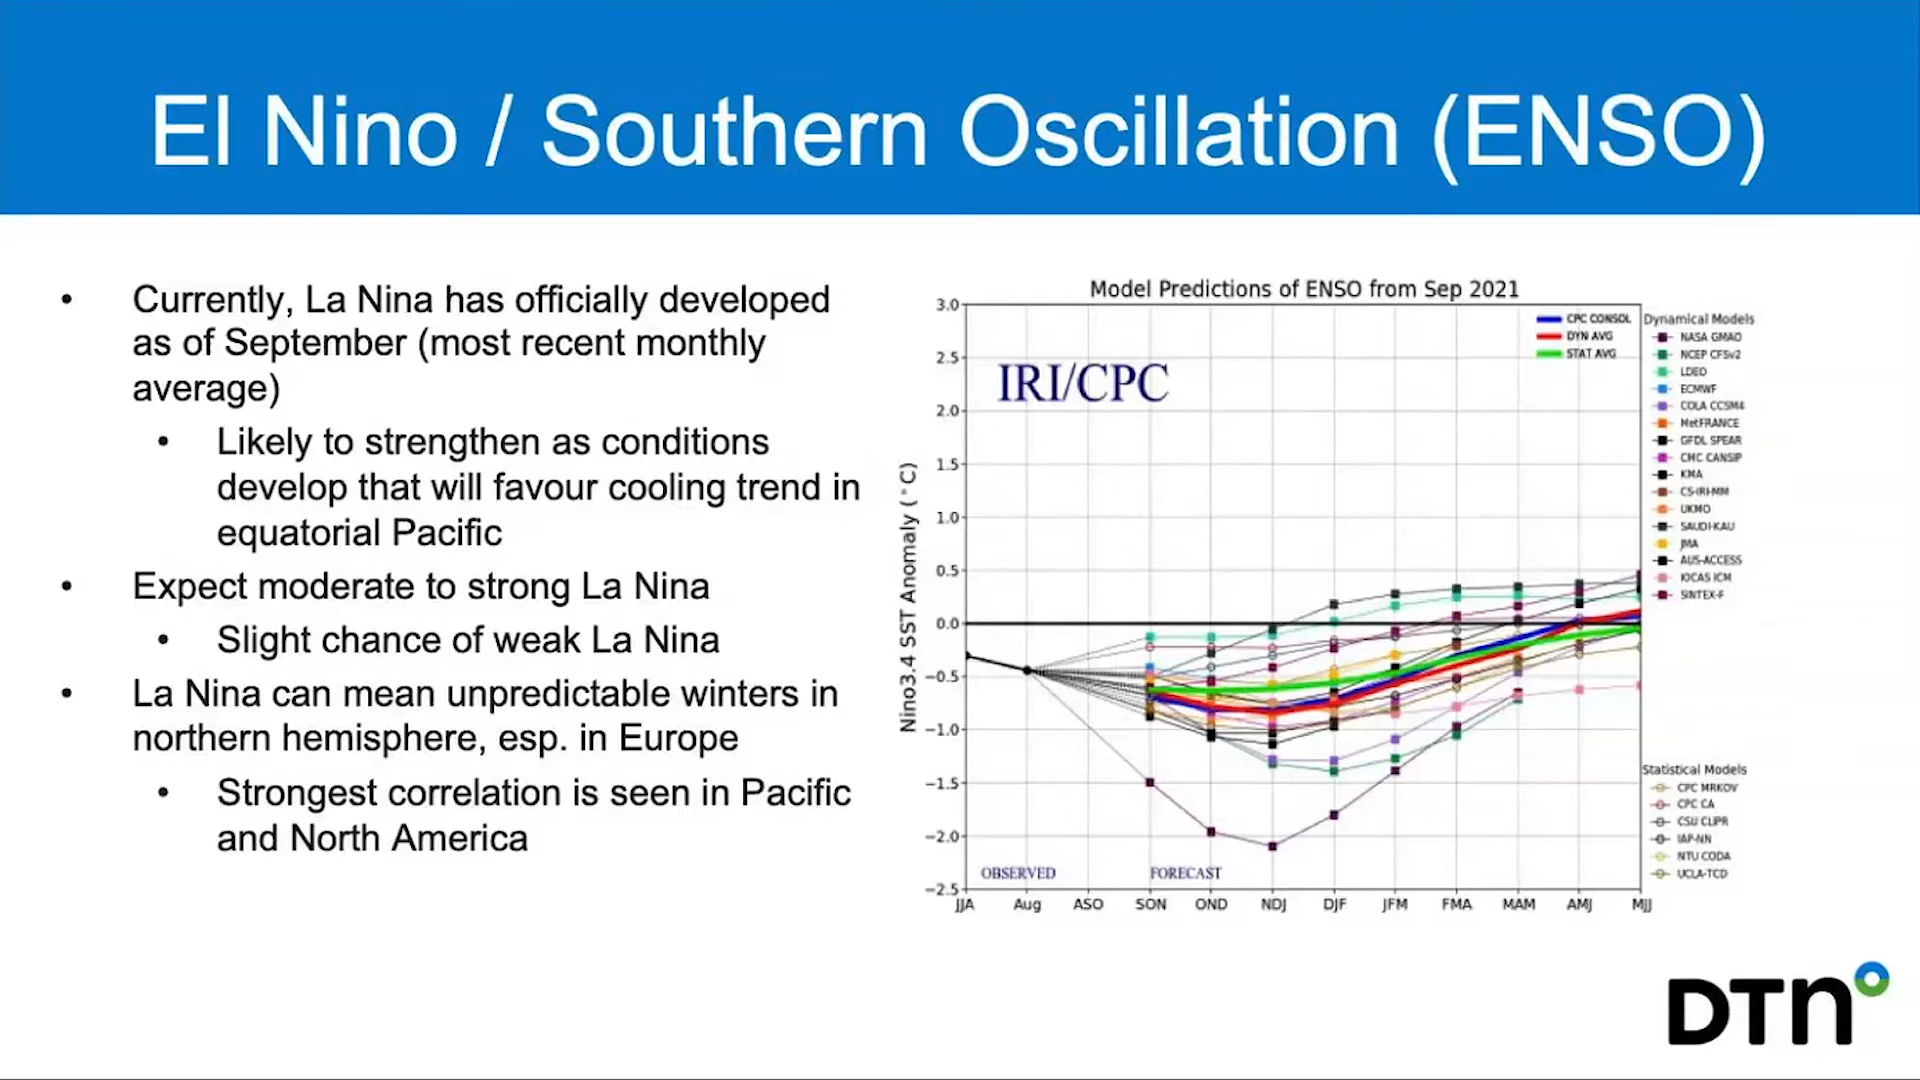 El Nino / Southern Oscillation (ENSO)
• Currently, La Nina has officially developed
as of September (most recent monthly
average)
• Likely to strengthen as conditions
develop that will favour cooling trend in
equatorial Pacific
• Expect moderate to strong La Nina
• Slight chance of weak La Nina
• La Nina can mean unpredictable winters in
northern hemisphere, esp. in Europe
• Strongest correlation is seen in Pacific
and North America
Model Predictions of ENSO from Sep 2021
IRI/CPC
CPC CONSOL
DYN AVG
STAT AVG
Nino3.4 SST Anomaly (°C)
3.0
2.5
2.0
1.5
1.0
0.5
0.0
−0.5
−1.0
−1.5
−2.0
−2.5
OBSERVED
FORECAST
JJA Aug ASO SON OND NDJ DJF JFM FMA MAM AMJ MJJ
Dynamical Models
NASA GMAO
NCEP CFSv2
LDEO
ECMWF
COLA CCSM4
MetFRANCE
GFDL SPEAR
CMC CANSIP
KMA
CS-IRI-MM
UKMO
SAUDI-KAU
JMA
AUS-ACCESS
IOCAS ICM
SINTEX-F
Statistical Models
CPC MRKOV
CPC CA
CSU CLIPR
IAP-NN
NTU CODA
UCLA-TCD
DTN